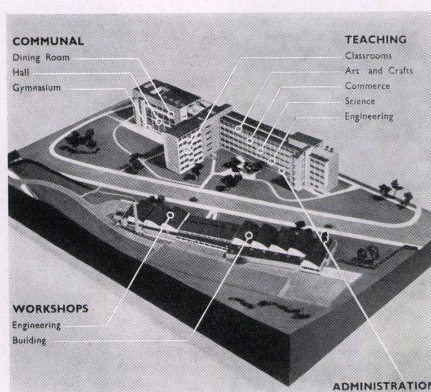 COMMUNAL
Dining Room
Hall
Gymnasium
TEACHING
Classrooms
Art and Crafts
Commerce
Science
Engineering
WORKSHOPS
Engineering
Building
ADMINISTRATION